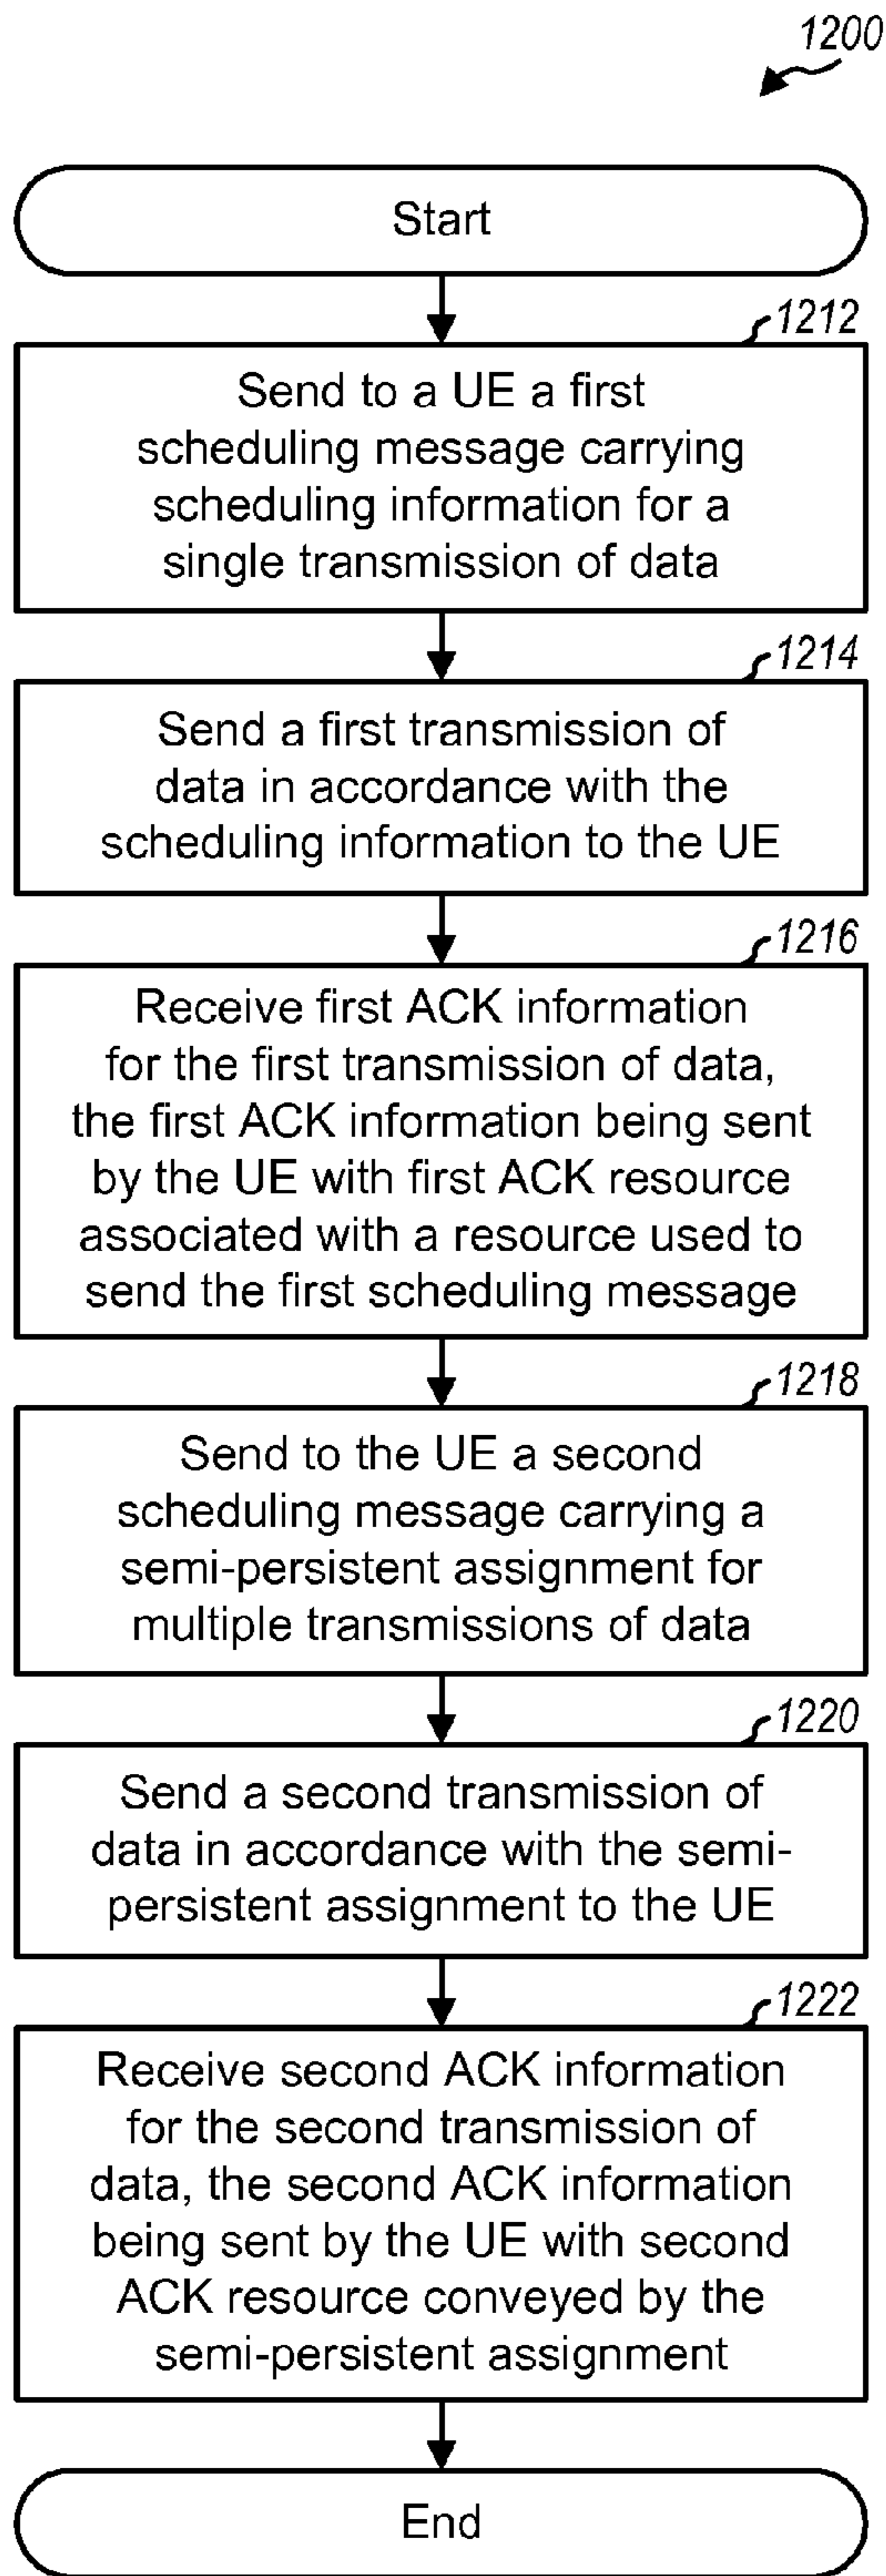 1200
Start
1212
Send to a UE a first
scheduling message carrying
scheduling information for a
single transmission of data
1214
Send a first transmission of
data in accordance with the
scheduling information to the UE
1216
Receive first ACK information
for the first transmission of data,
the first ACK information being sent
by the UE with first ACK resource
associated with a resource used to
send the first scheduling message
1218
Send to the UE a second
scheduling message carrying a
semi-persistent assignment for
multiple transmissions of data
1220
Send a second transmission of
data in accordance with the semi-
persistent assignment to the UE
1222
Receive second ACK information
for the second transmission of
data, the second ACK information
being sent by the UE with second
ACK resource conveyed by the
semi-persistent assignment
End